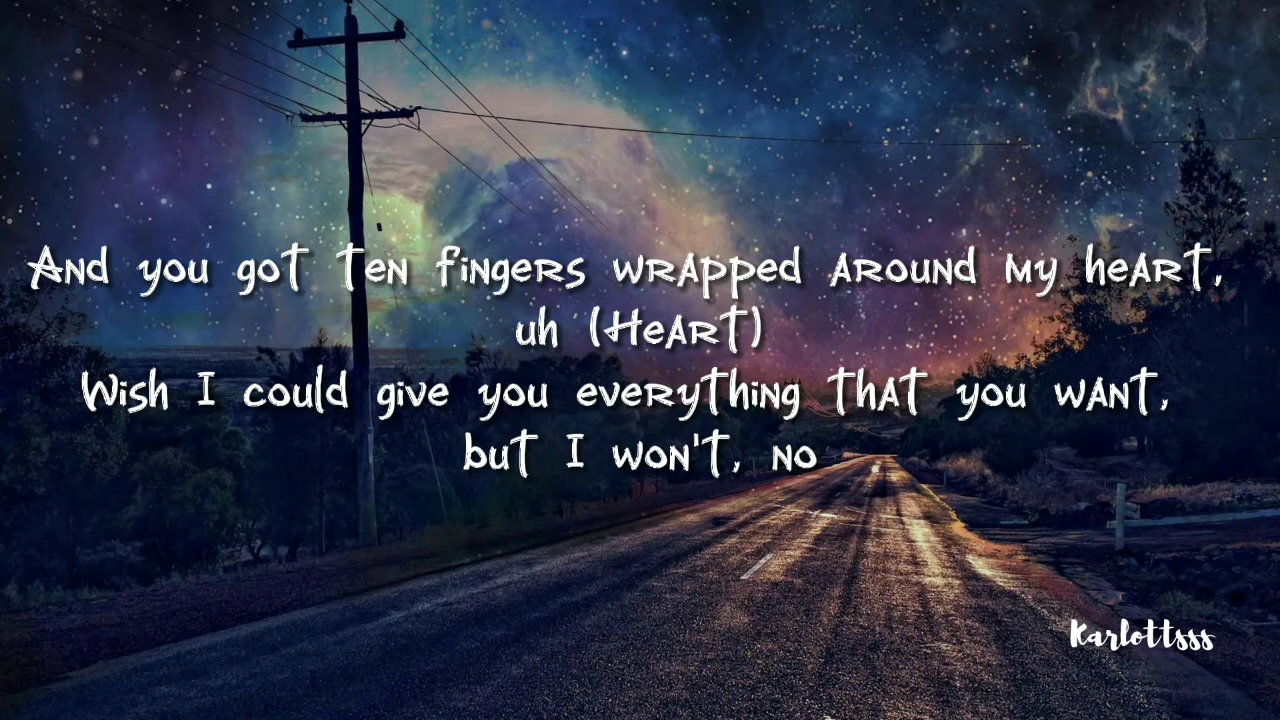 And you got ten fingers wrapped around my heart,
uh (Heart)
Wish I could give you everything that you want,
but I won't, no
Karlottsss